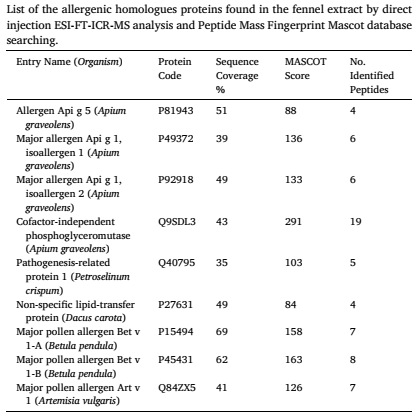 List of the allergenic homologues proteins found in the fennel extract by direct
injection ESI-FT-ICR-MS analysis and Peptide Mass Fingerprint Mascot database
searching.
Entry Name (Organism) Protein Code Sequence Coverage % MASCOT Score No. Identified Peptides
Allergen Api g 5 (Apium graveolens) P81943 51 88 4
Major allergen Api g 1, isoallergen 1 (Apium graveolens) P49372 39 136 6
Major allergen Api g 1, isoallergen 2 (Apium graveolens) P92918 49 133 6
Cofactor-independent phosphoglyceromutase (Apium graveolens) Q9SDL3 43 291 19
Pathogenesis-related protein 1 (Petroselinum crispum) Q40795 35 103 5
Non-specific lipid-transfer protein (Dacus carota) P27631 49 84 4
Major pollen allergen Bet v 1-A (Betula pendula) P15494 69 158 7
Major pollen allergen Bet v 1-B (Betula pendula) P45431 62 163 8
Major pollen allergen Art v 1 (Artemisia vulgaris) Q84ZX5 41 126 7